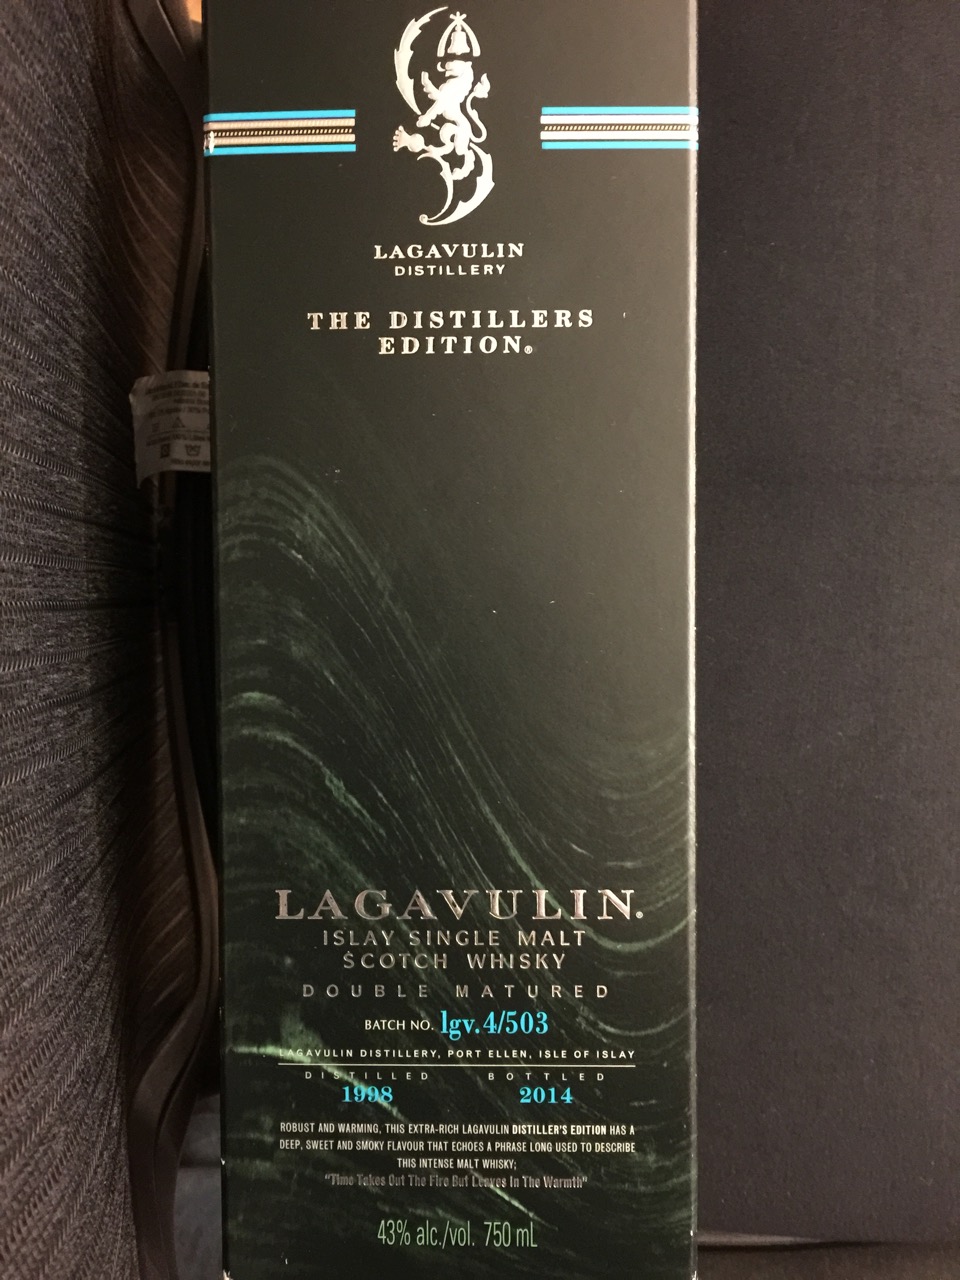 LAGAVULIN
DISTILLERY
THE DISTILLERS
EDITION®
LAGAVULIN®
ISLAY SINGLE MALT
SCOTCH WHISKY
DOUBLE MATURED
BATCH NO. lgv.4/503
LAGAVULIN DISTILLERY, PORT ELLEN, ISLE OF ISLAY
DISTILLED BOTTLED
1998 2014
ROBUST AND WARMING, THIS EXTRA-RICH LAGAVULIN DISTILLER'S EDITION HAS A
DEEP, SWEET AND SMOKY FLAVOUR THAT ECHOES A PHRASE LONG USED TO DESCRIBE
THIS INTENSE MALT WHISKY;
"Time Takes Out The Fire But Leaves In The Warmth"
43% alc./vol. 750 mL